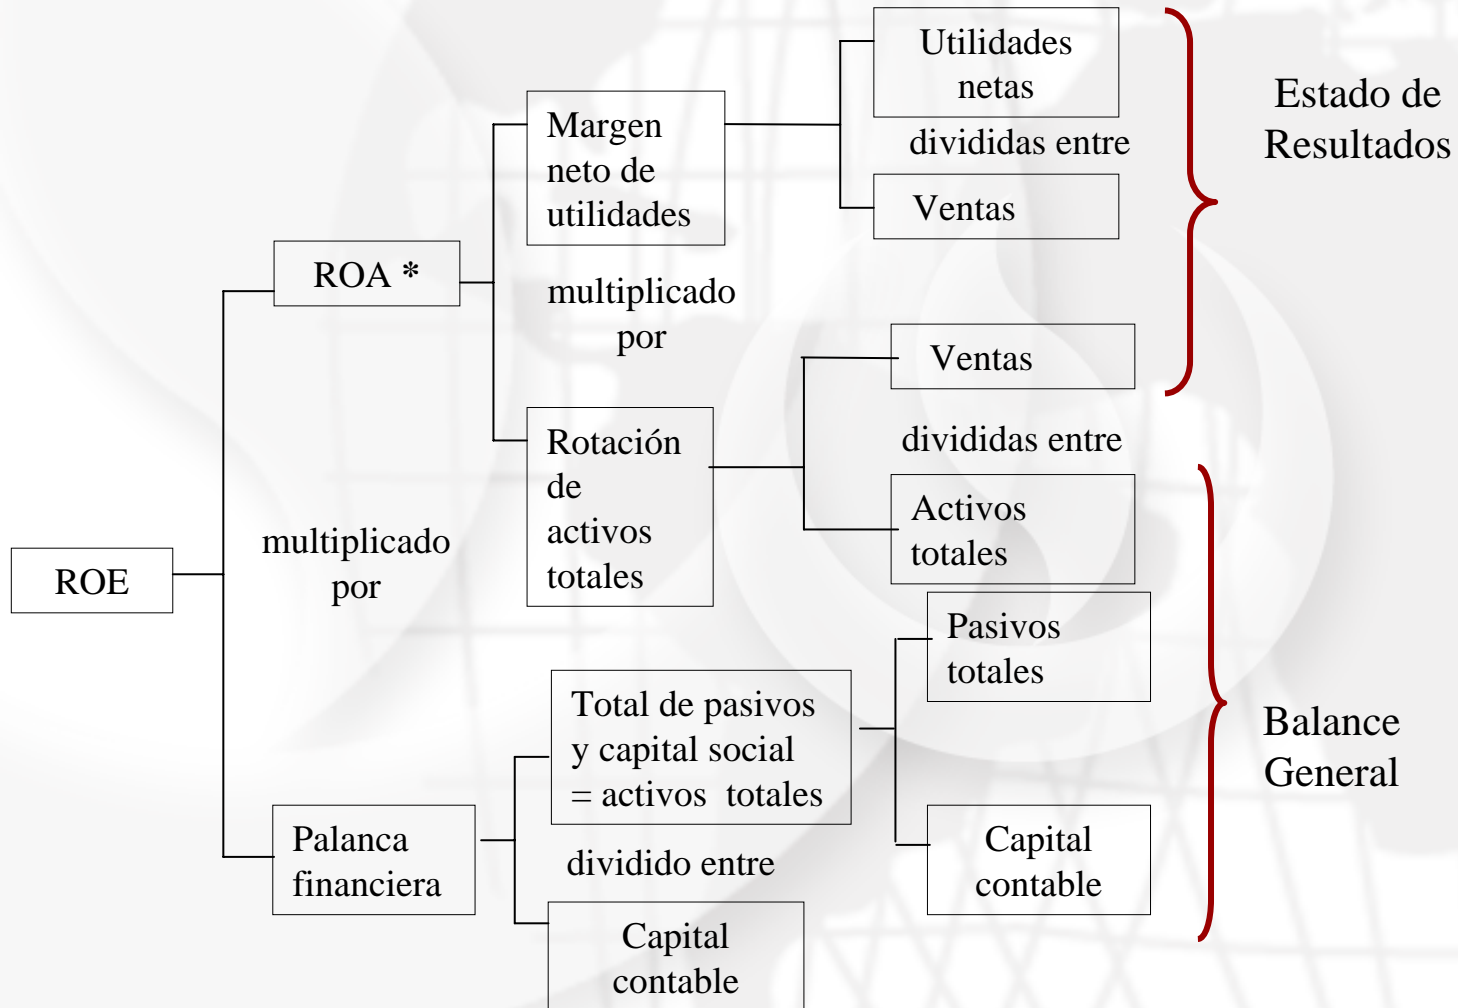 Utilidades
netas
divididas entre
Ventas
Estado de
Resultados
Margen
neto de
utilidades
ROA *
multiplicado
por
Ventas
divididas entre
Activos
totales
Rotación
de
activos
totales
multiplicado
por
ROE
Pasivos
totales
Total de pasivos
y capital social
= activos totales
Balance
General
Palanca
financiera
dividido entre
Capital
contable
Capital
contable